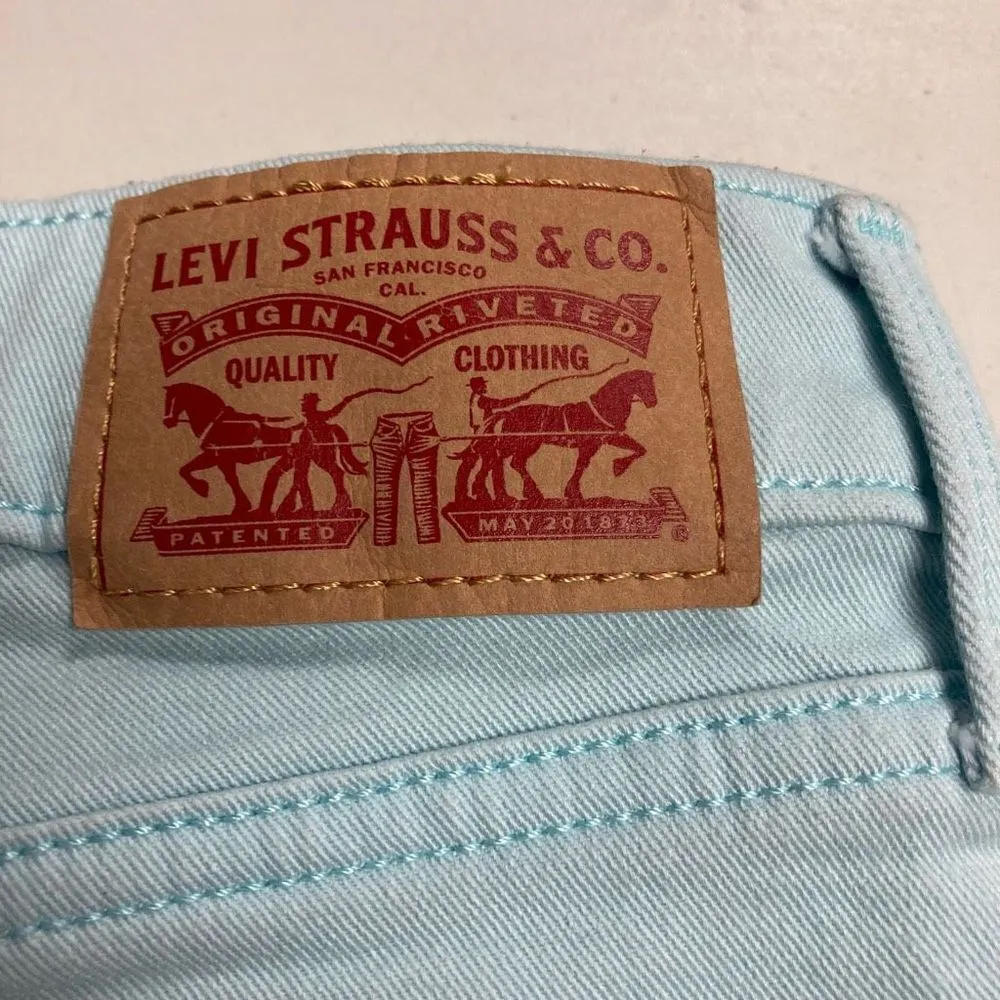 LEVI STRAUSS & CO.
SAN FRANCISCO
CAL.
ORIGINAL RIVETED
QUALITY CLOTHING
PATENTED MAY 20 1873 ®